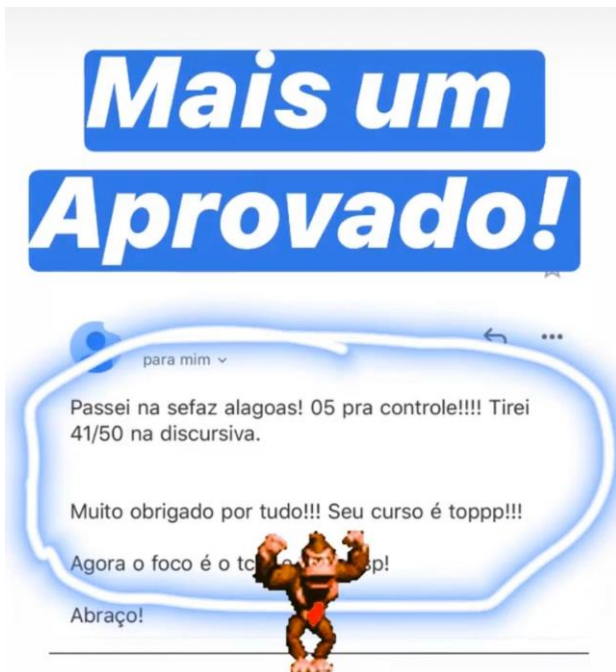 Mais um
Aprovado!
para mim
Passei na sefaz alagoas! 05 pra controle!!!! Tirei
41/50 na discursiva.
Muito obrigado por tudo!!! Seu curso é toppp!!!
Agora o foco é o
Abraço!